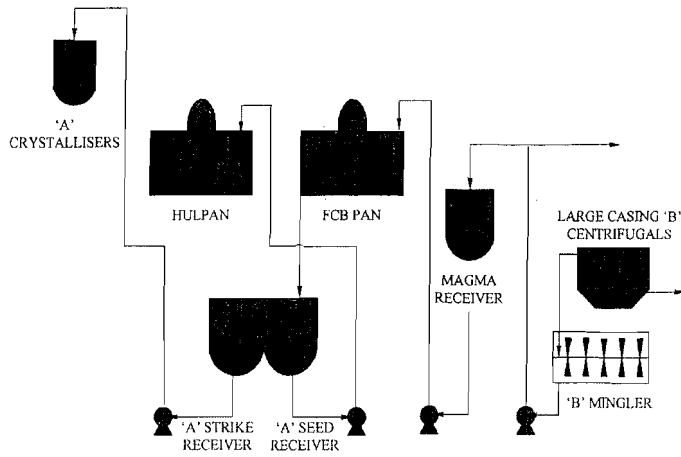 'A'
CRYSTALLISERS
HULPAN
FCB PAN
MAGMA
RECEIVER
LARGE CASING 'B'
CENTRIFUGALS
'B' MINGLER
'A' STRIKE
RECEIVER
'A' SEED
RECEIVER